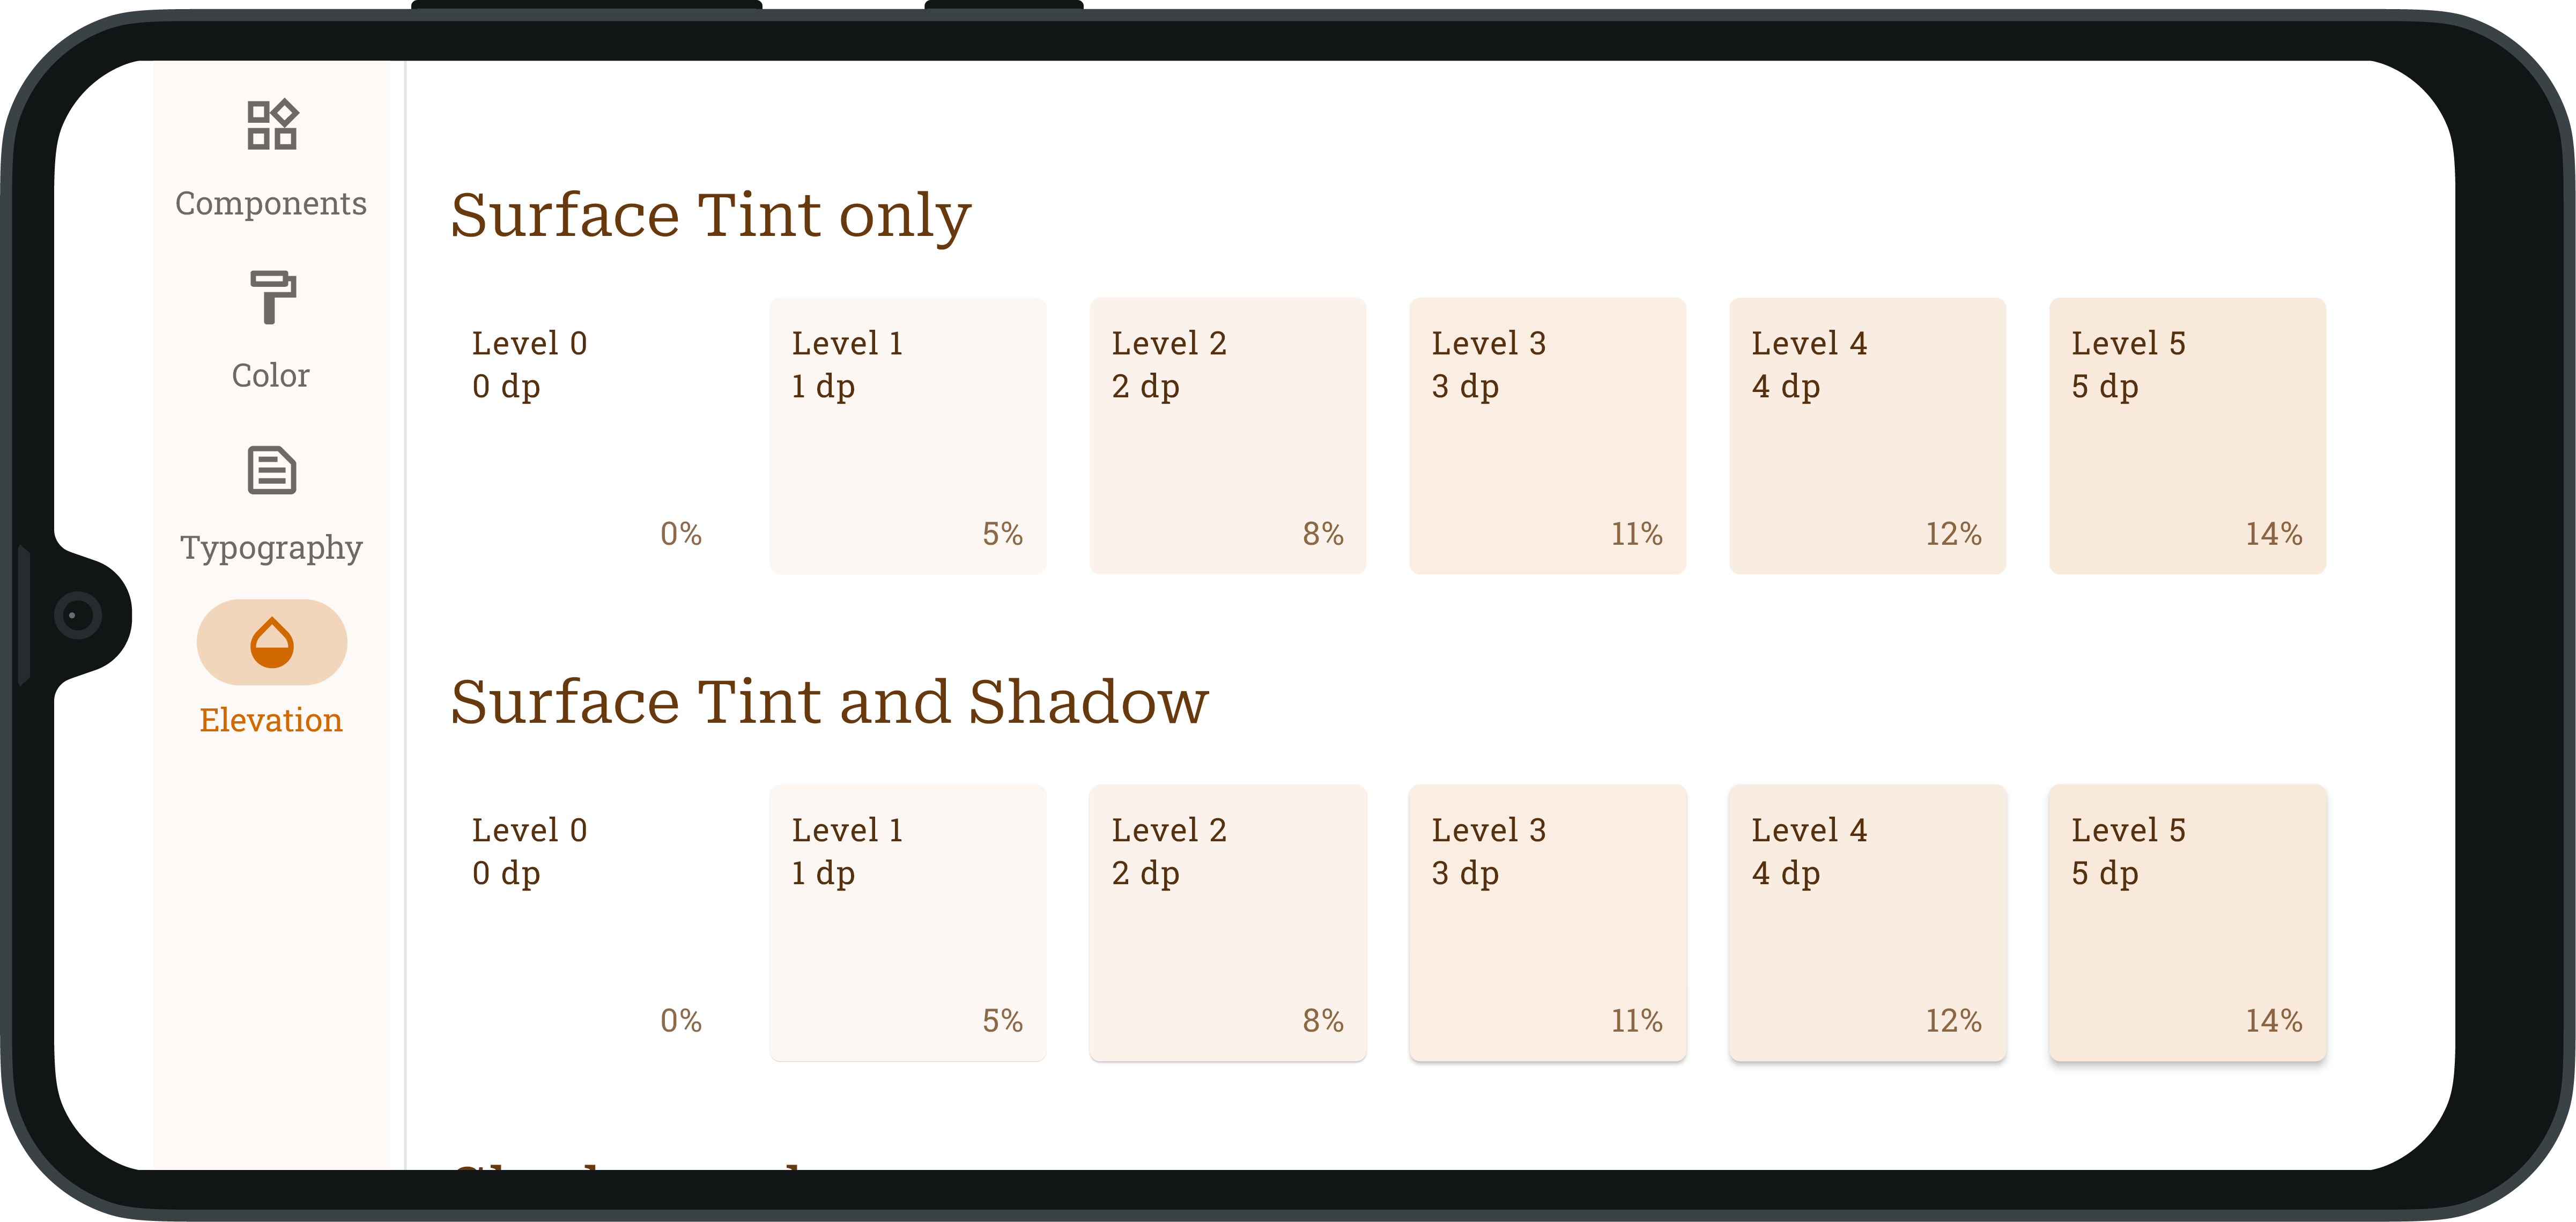 Components
Color
Typography
Elevation
Surface Tint only
Level 0
0 dp
0%
Level 1
1 dp
5%
Level 2
2 dp
8%
Level 3
3 dp
11%
Level 4
4 dp
12%
Level 5
5 dp
14%
Surface Tint and Shadow
Level 0
0 dp
0%
Level 1
1 dp
5%
Level 2
2 dp
8%
Level 3
3 dp
11%
Level 4
4 dp
12%
Level 5
5 dp
14%